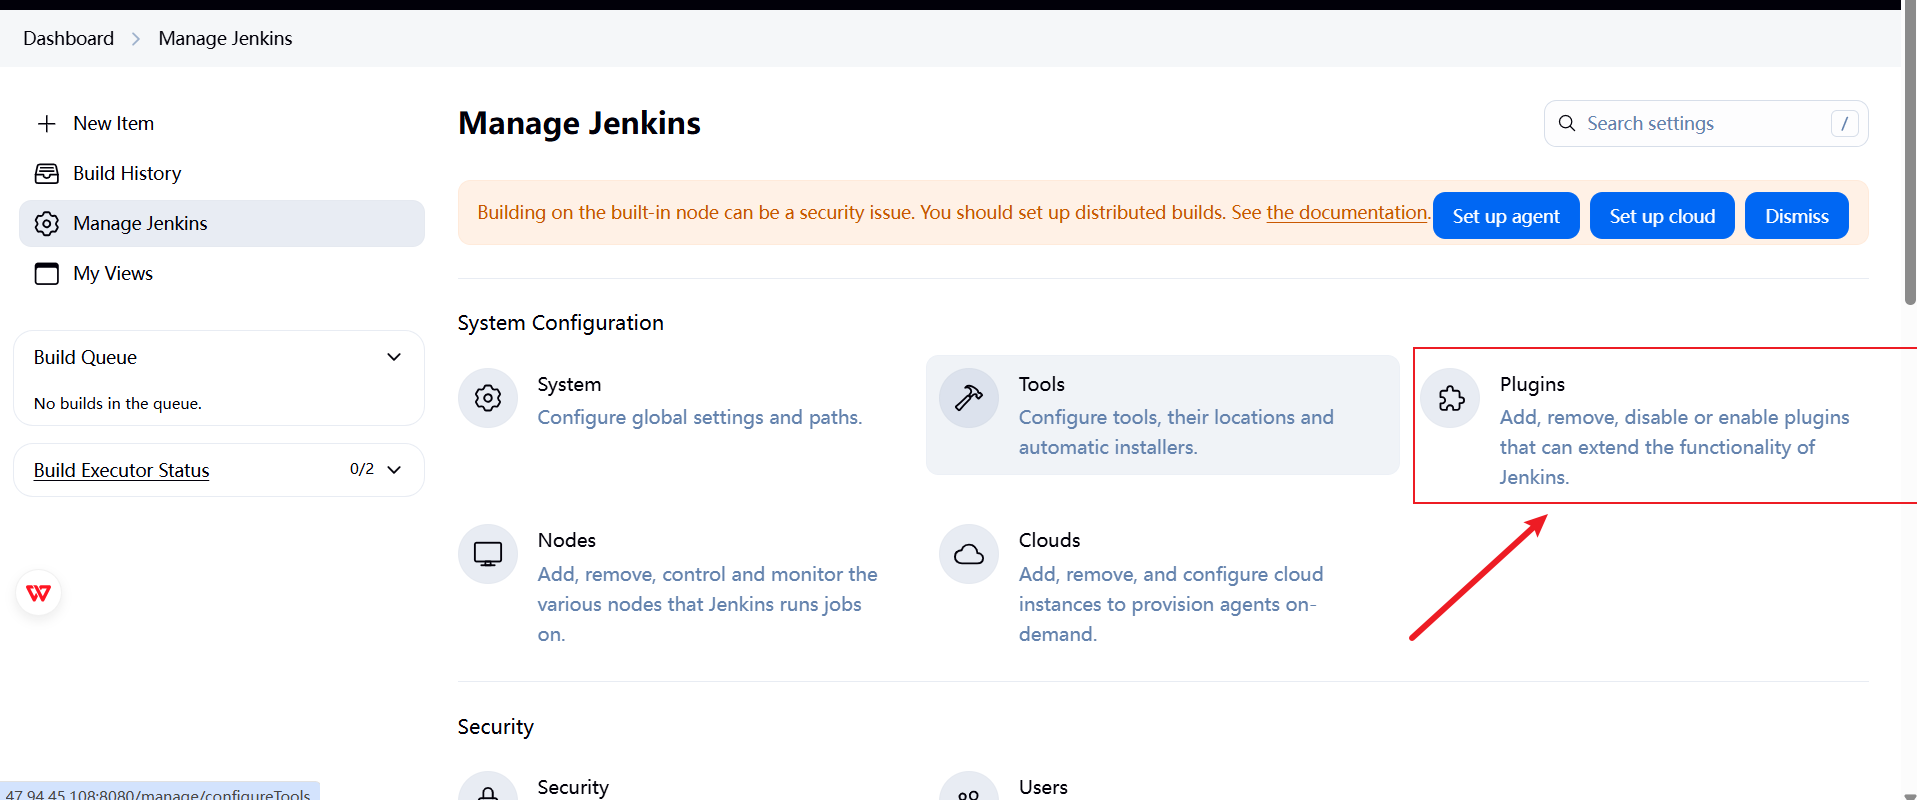 Dashboard > Manage Jenkins
New Item
Build History
Manage Jenkins
My Views
Build Queue
No builds in the queue.
Build Executor Status 0/2
Manage Jenkins
Search settings /
Building on the built-in node can be a security issue. You should set up distributed builds. See the documentation.
Set up agent
Set up cloud
Dismiss
System Configuration
System
Configure global settings and paths.
Tools
Configure tools, their locations and
automatic installers.
Plugins
Add, remove, disable or enable plugins
that can extend the functionality of
Jenkins.
Nodes
Add, remove, control and monitor the
various nodes that Jenkins runs jobs
on.
Clouds
Add, remove, and configure cloud
instances to provision agents on-
demand.
Security
Security
Users
47.94.45.108:8080/manage/configureTools